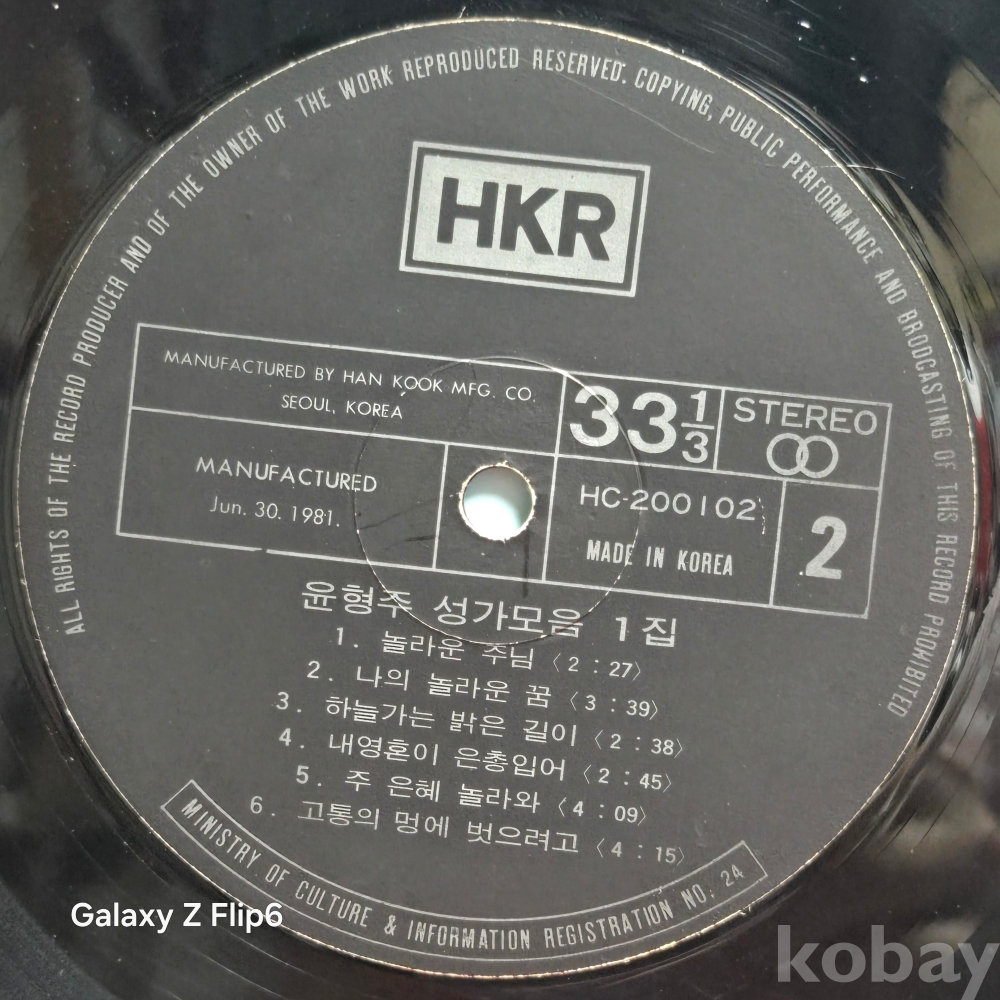 ALL RIGHTS OF THE RECORD PRODUCER AND OF THE OWNER OF THE WORK REPRODUCED RESERVED. COPYING, PUBLIC PERFORMANCE AND BRODCASTING OF THIS RECORD PROHIBITED
HKR
MANUFACTURED BY HAN KOOK MFG. CO.
SEOUL, KOREA
33 1/3
STEREO
MANUFACTURED
Jun. 30. 1981.
HC-200102
MADE IN KOREA
2
윤형주 성가모음 1집
1. 놀라운 주님 〈2 : 27〉
2. 나의 놀라운 꿈 〈3 : 39〉
3. 하늘가는 밝은 길이 〈2 : 38〉
4. 내영혼이 은총입어 〈2 : 45〉
5. 주 은혜 놀라와 〈4 : 09〉
6. 고통의 멍에 벗으려고 〈4 : 15〉
MINISTRY OF CULTURE & INFORMATION REGISTRATION NO: 24
Galaxy Z Flip6
kobay